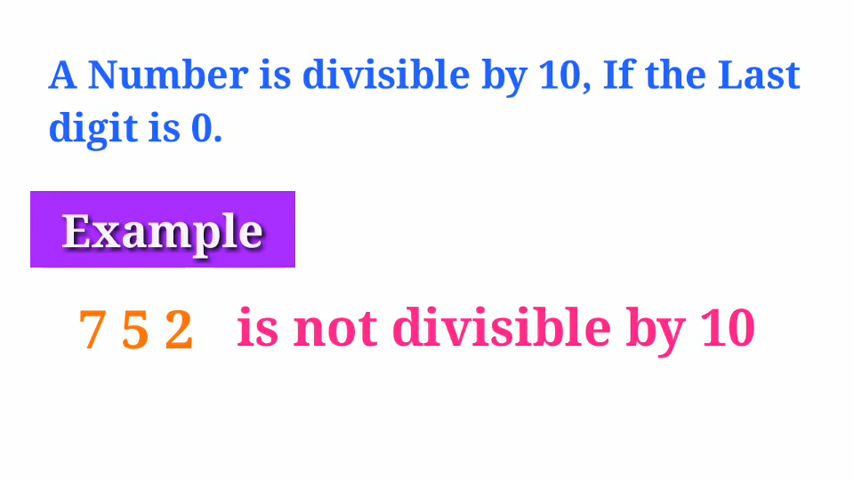 A Number is divisible by 10, If the Last
digit is 0.
Example
7 5 2 is not divisible by 10